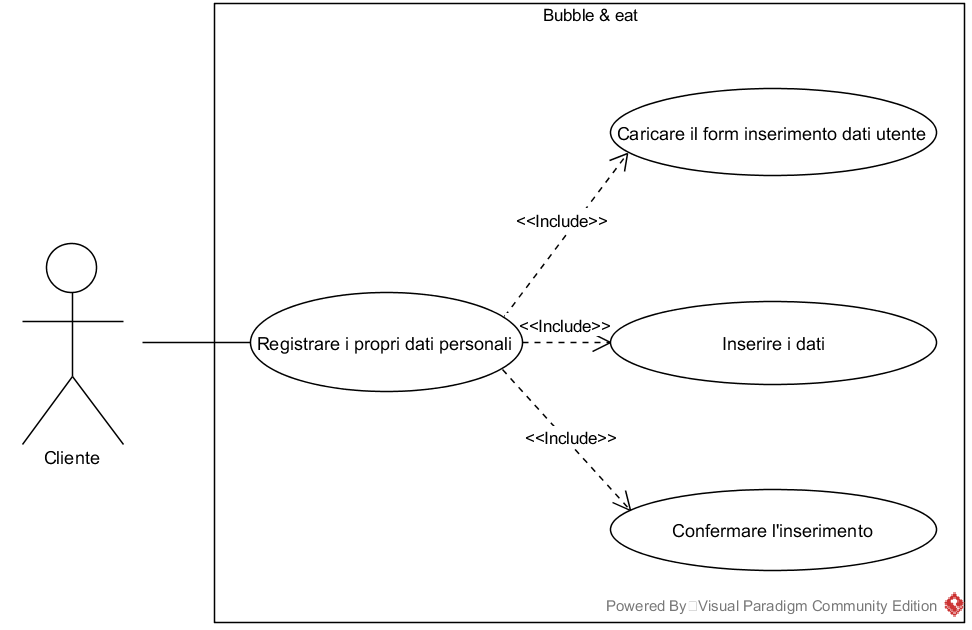 Bubble & eat
Caricare il form inserimento dati utente
<<Include>>
<<Include>>
Registrare i propri dati personali
Inserire i dati
<<Include>>
Cliente
Confermare l'inserimento
Powered By Visual Paradigm Community Edition